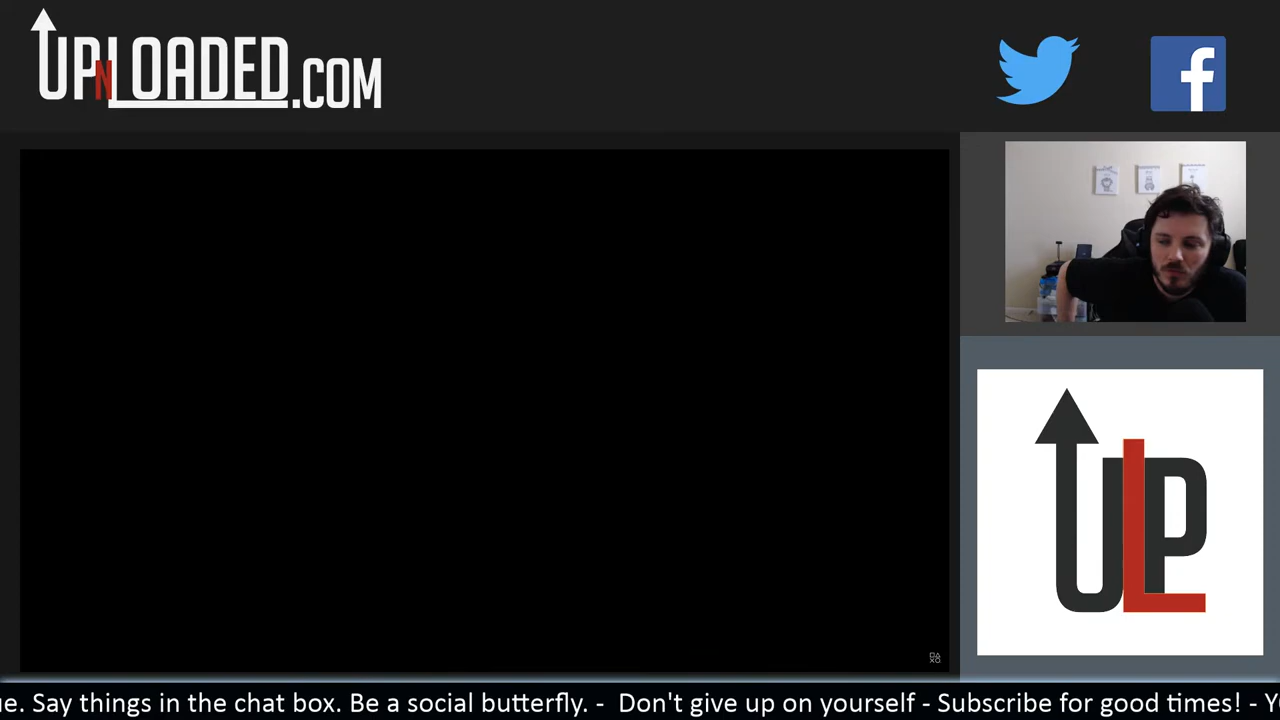 UPNLOADED.COM
ULP
ue. Say things in the chat box. Be a social butterfly. - Don't give up on yourself - Subscribe for good times! - Y